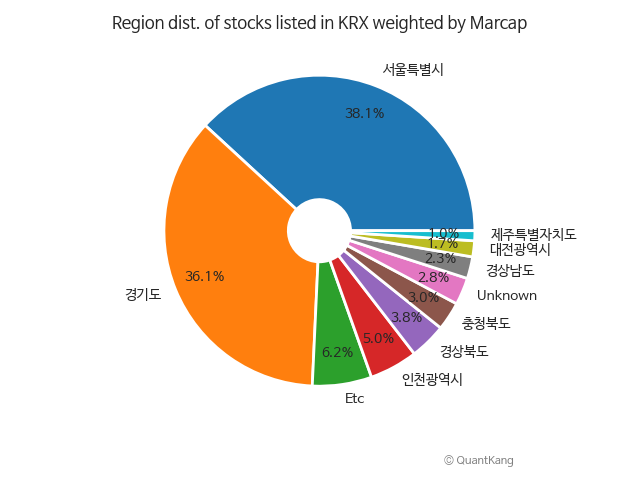 Region dist. of stocks listed in KRX weighted by Marcap
서울특별시
38.1%
경기도
36.1%
Etc
6.2%
인천광역시
5.0%
경상북도
3.8%
충청북도
3.0%
Unknown
2.8%
경상남도
2.3%
대전광역시
1.7%
제주특별자치도
1.0%
© QuantKang